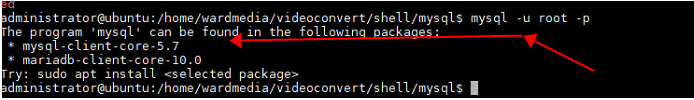 ed
administrator@ubuntu:/home/wardmedia/videoconvert/shell/mysql$ mysql -u root -p
The program 'mysql' can be found in the following packages:
 * mysql-client-core-5.7
 * mariadb-client-core-10.0
Try: sudo apt install <selected package>
administrator@ubuntu:/home/wardmedia/videoconvert/shell/mysql$